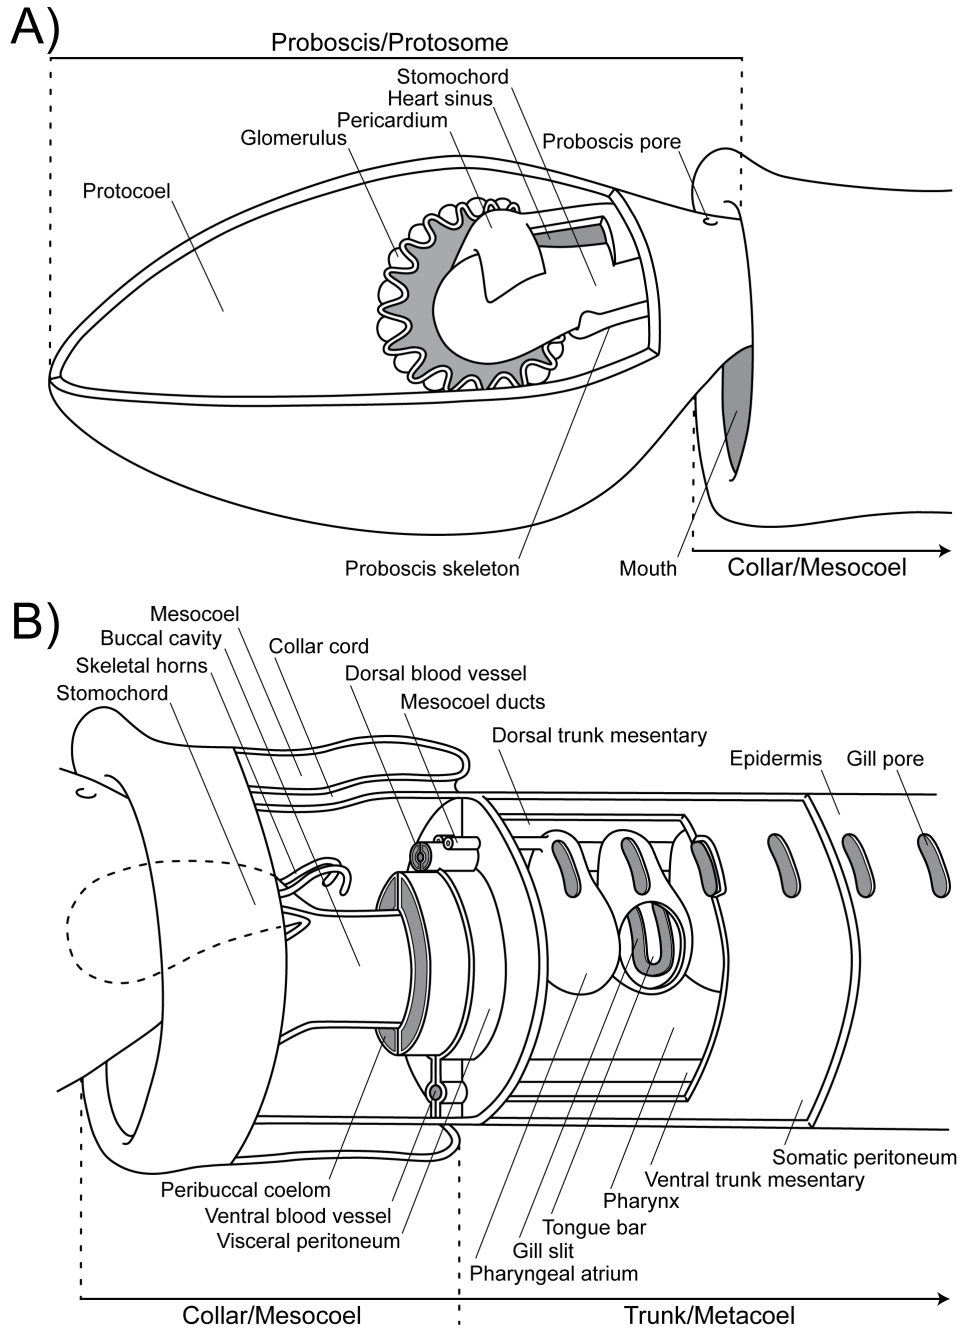 A)
Proboscis/Protosome
Stomochord
Heart sinus
Pericardium
Glomerulus
Proboscis pore
Protocoel
Proboscis skeleton
Mouth
Collar/Mesocoel
B)
Mesocoel
Buccal cavity
Collar cord
Skeletal horns
Dorsal blood vessel
Stomochord
Mesocoel ducts
Dorsal trunk mesentary
Epidermis
Gill pore
Somatic peritoneum
Ventral trunk mesentary
Peribuccal coelom
Pharynx
Ventral blood vessel
Tongue bar
Visceral peritoneum
Gill slit
Pharyngeal atrium
Collar/Mesocoel
Trunk/Metacoel